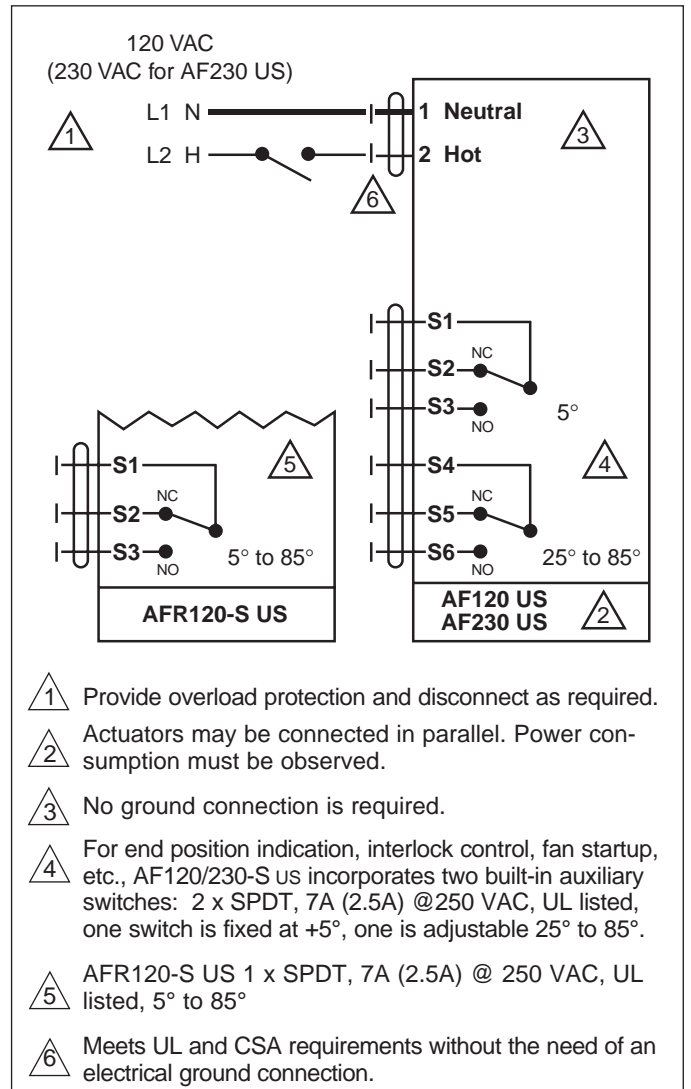 120 VAC
(230 VAC for AF230 US)
L1 N
1 Neutral
1
3
L2 H
2 Hot
6
S1
S2 NC
S3 NO 5°
S4
4
S5 NC
S6 NO 25° to 85°
AF120 US
AF230 US
2
S1
5
S2 NC
S3 NO 5° to 85°
AFR120-S US
1 Provide overload protection and disconnect as required.
2 Actuators may be connected in parallel. Power con-
sumption must be observed.
3 No ground connection is required.
4 For end position indication, interlock control, fan startup,
etc., AF120/230-S US incorporates two built-in auxiliary
switches: 2 x SPDT, 7A (2.5A) @250 VAC, UL listed,
one switch is fixed at +5°, one is adjustable 25° to 85°.
5 AFR120-S US 1 x SPDT, 7A (2.5A) @ 250 VAC, UL
listed, 5° to 85°
6 Meets UL and CSA requirements without the need of an
electrical ground connection.